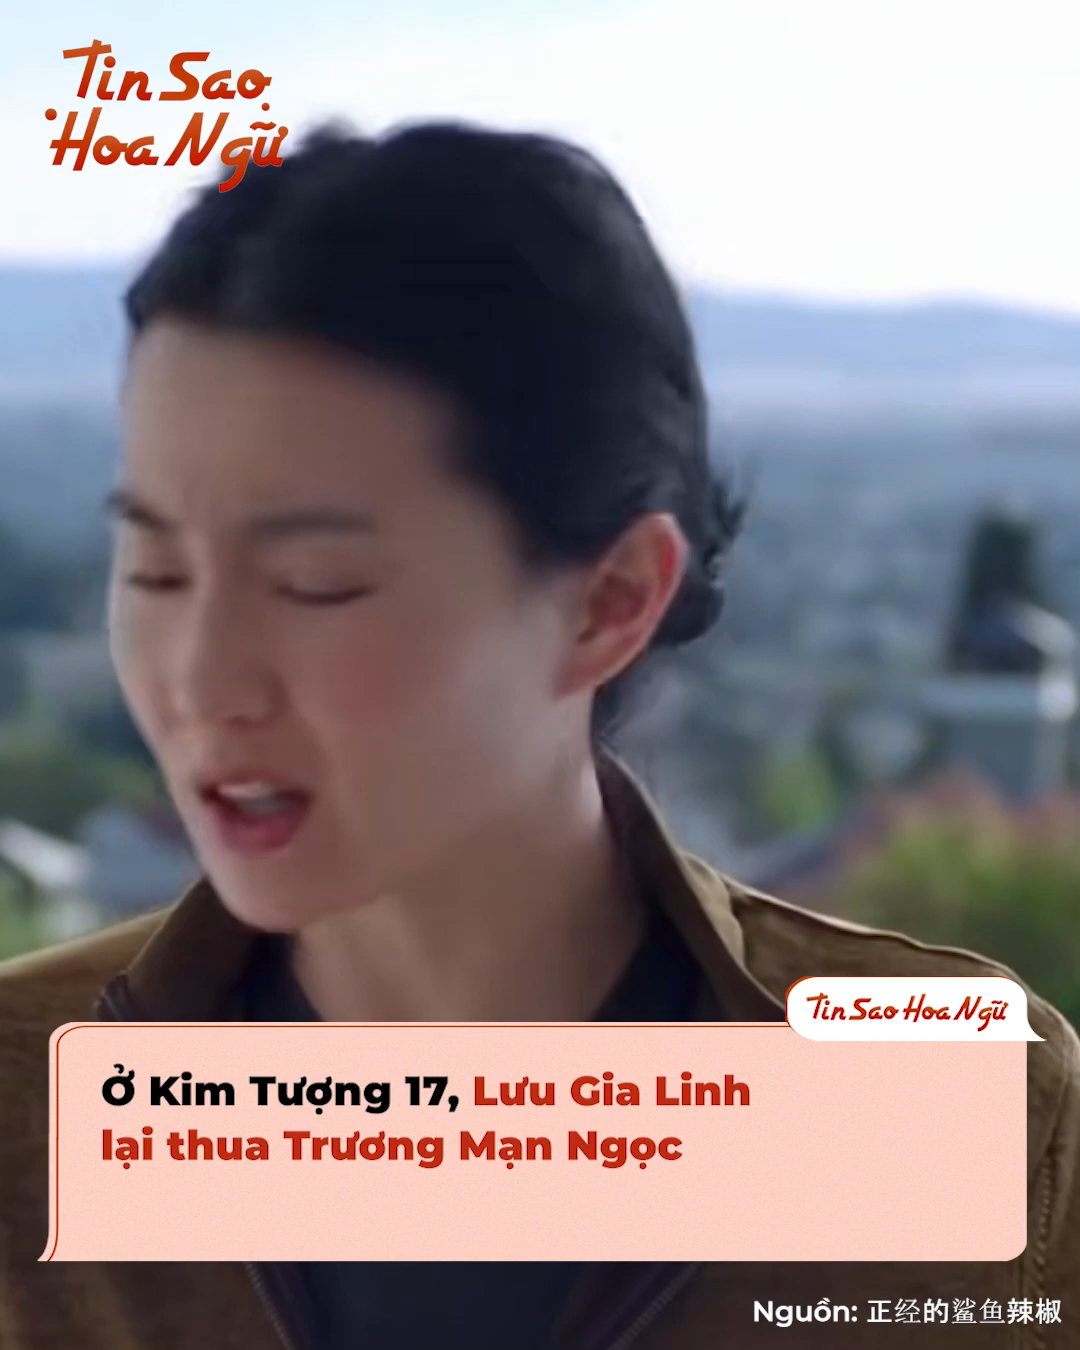 Tin Sao
Hoa Ngữ
Tin Sao Hoa Ngữ
Ở Kim Tượng 17, Lưu Gia Linh
lại thua Trương Mạn Ngọc
Nguồn: 正经的鲨鱼辣椒